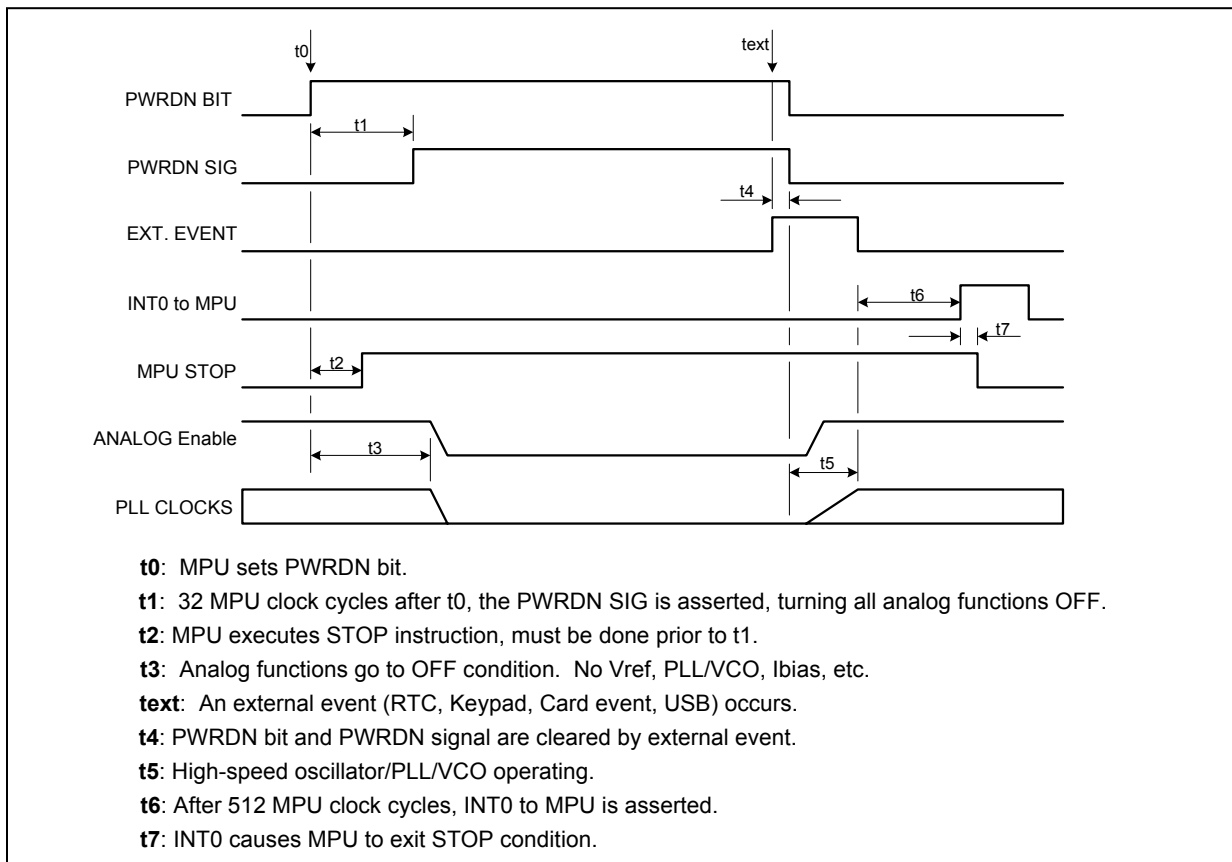 t0
text
PWRDN BIT
t1
PWRDN SIG
t4
EXT. EVENT
t6
INT0 to MPU
t7
t2
MPU STOP
ANALOG Enable
t3
t5
PLL CLOCKS
t0: MPU sets PWRDN bit.
t1: 32 MPU clock cycles after t0, the PWRDN SIG is asserted, turning all analog functions OFF.
t2: MPU executes STOP instruction, must be done prior to t1.
t3: Analog functions go to OFF condition. No Vref, PLL/VCO, Ibias, etc.
text: An external event (RTC, Keypad, Card event, USB) occurs.
t4: PWRDN bit and PWRDN signal are cleared by external event.
t5: High-speed oscillator/PLL/VCO operating.
t6: After 512 MPU clock cycles, INT0 to MPU is asserted.
t7: INT0 causes MPU to exit STOP condition.